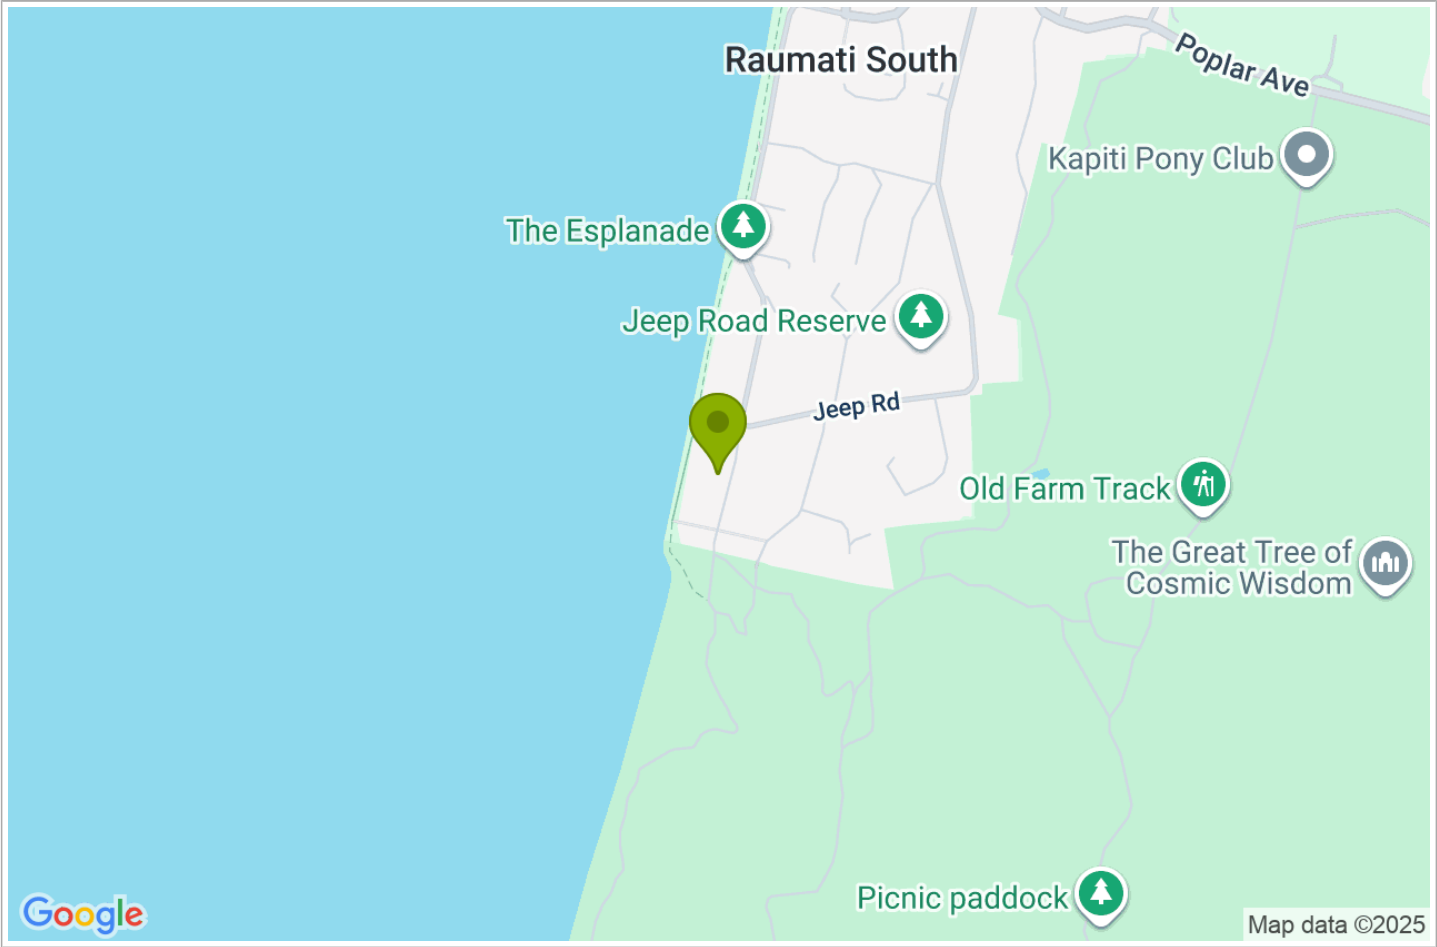 Raumati South
Poplar Ave
Kapiti Pony Club
The Esplanade
Jeep Road Reserve
Jeep Rd
Old Farm Track
The Great Tree of
Cosmic Wisdom
Picnic paddock
Google
Map data ©2025